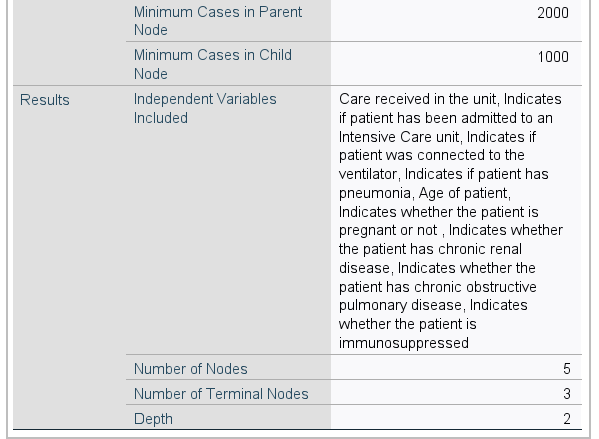 Minimum Cases in Parent
Node
2000
Minimum Cases in Child
Node
1000
Results
Independent Variables
Included
Care received in the unit, Indicates
if patient has been admitted to an
Intensive Care unit, Indicates if
patient was connected to the
ventilator, Indicates if patient has
pneumonia, Age of patient,
Indicates whether the patient is
pregnant or not , Indicates whether
the patient has chronic renal
disease, Indicates whether the
patient has chronic obstructive
pulmonary disease, Indicates
whether the patient is
immunosuppressed
Number of Nodes
5
Number of Terminal Nodes
3
Depth
2